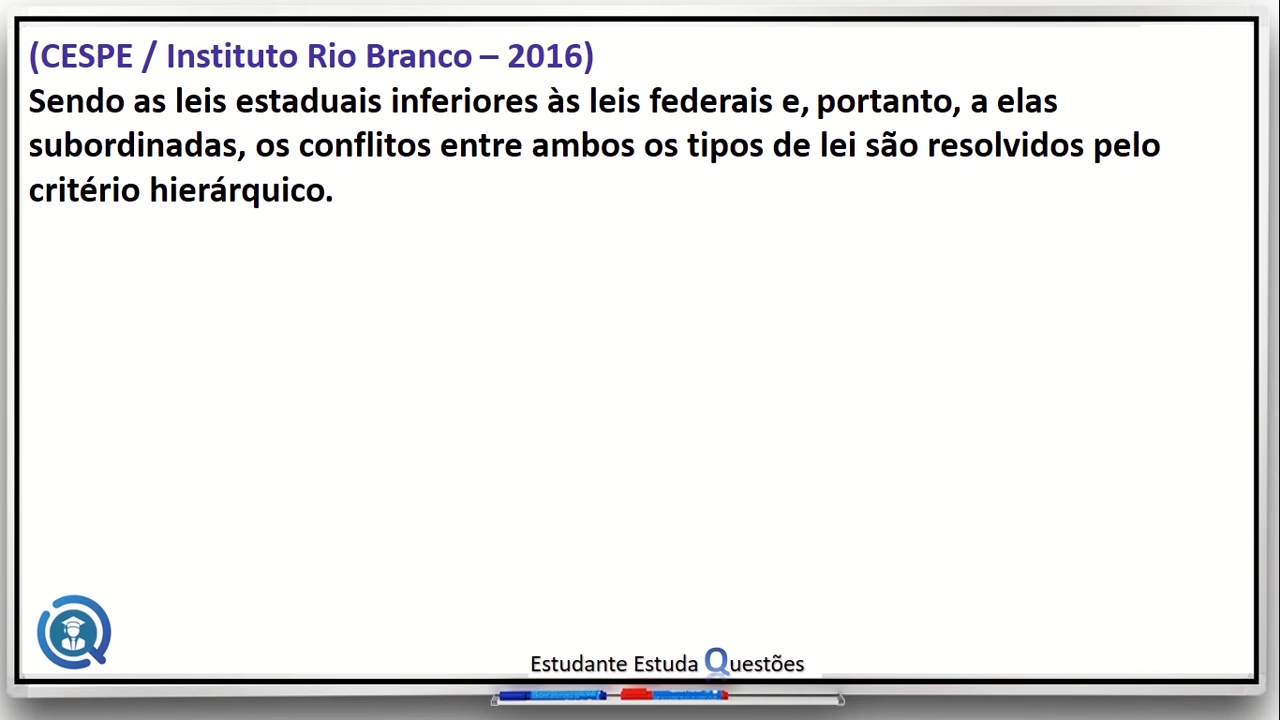 (CESPE / Instituto Rio Branco – 2016)
Sendo as leis estaduais inferiores às leis federais e, portanto, a elas
subordinadas, os conflitos entre ambos os tipos de lei são resolvidos pelo
critério hierárquico.
Estudante Estuda Questões